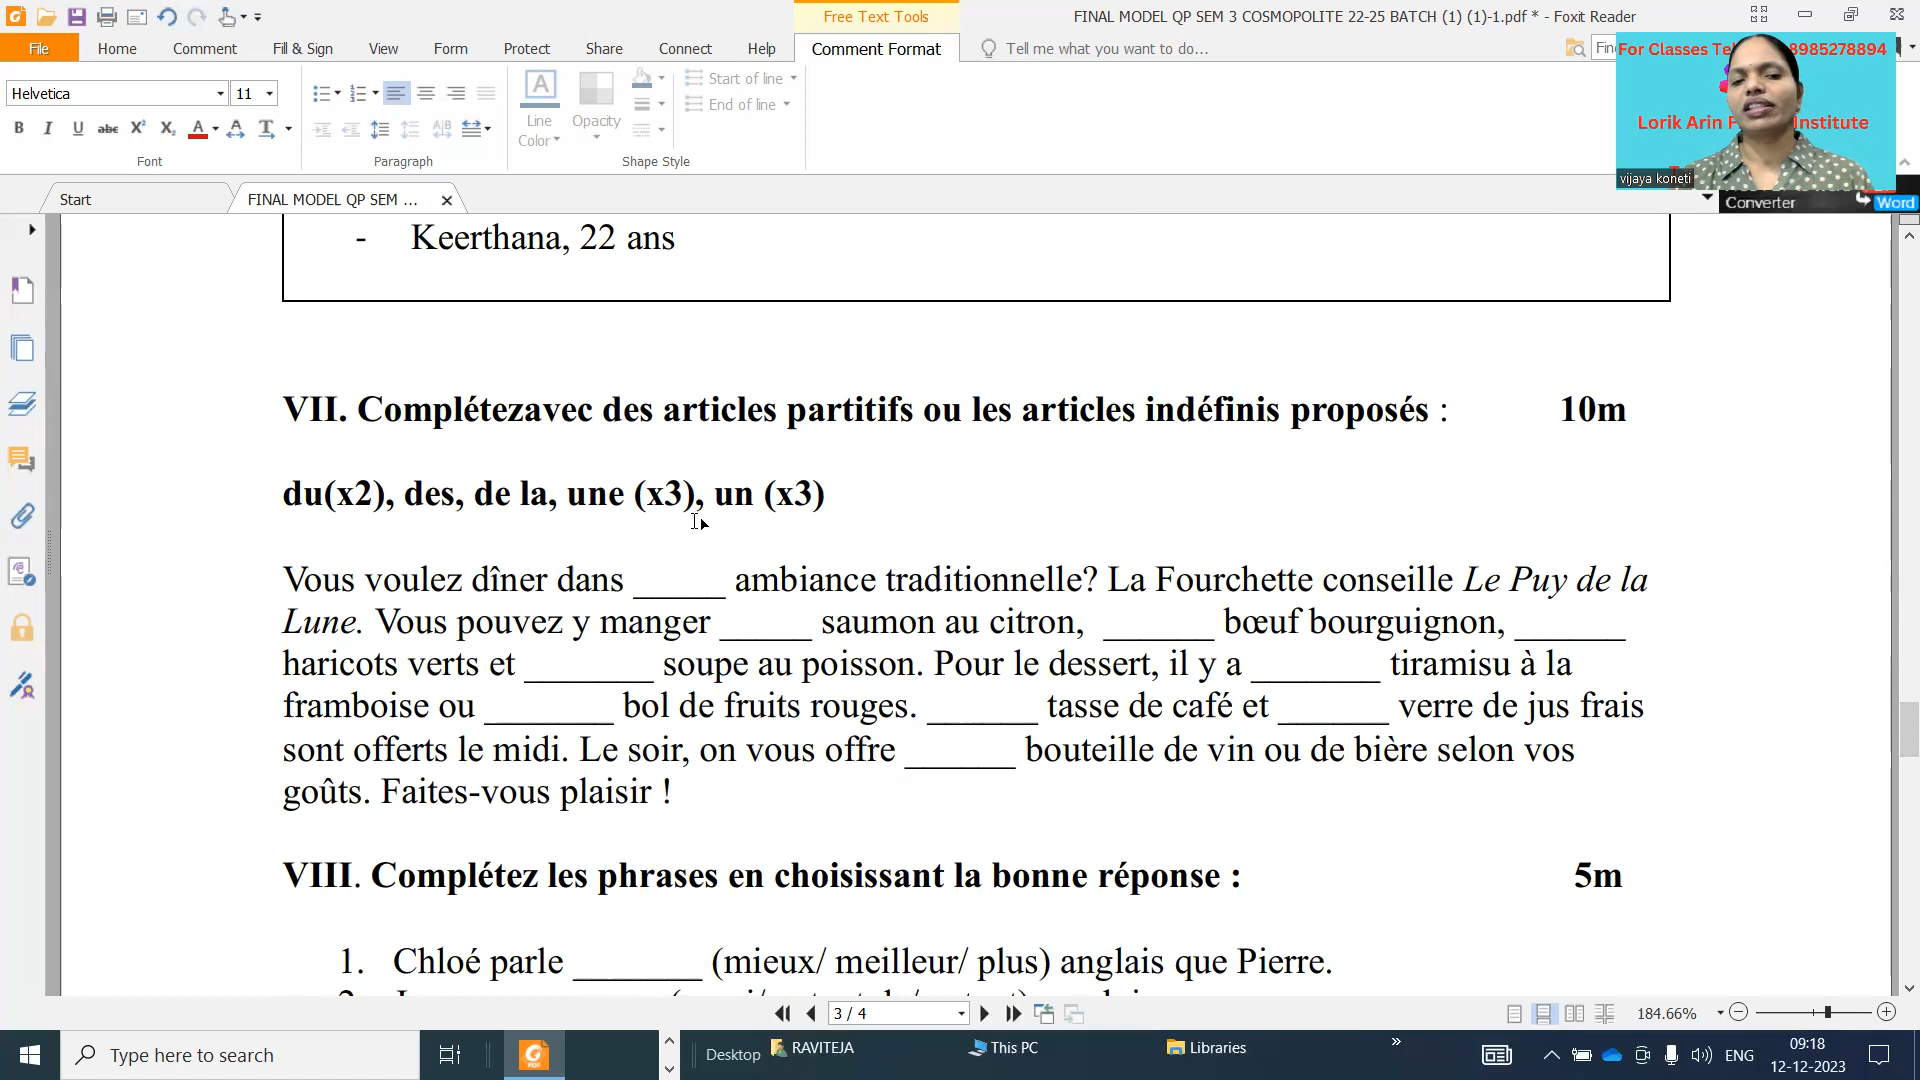 Free Text Tools
FINAL MODEL QP SEM 3 COSMOPOLITE 22-25 BATCH (1) (1)-1.pdf * - Foxit Reader
File Home Comment Fill & Sign View Form Protect Share Connect Help Comment Format Tell me what you want to do...
For Classes 8985278894
Helvetica 11
Start of line
End of line
Line Color
Opacity
Font Paragraph Shape Style
Lorik Arin Institute
vijaya koneti
Converter Word
Start FINAL MODEL QP SEM ...
- Keerthana, 22 ans
VII. Complétezavec des articles partitifs ou les articles indéfinis proposés : 10m
du(x2), des, de la, une (x3), un (x3)
Vous voulez dîner dans _____ ambiance traditionnelle? La Fourchette conseille Le Puy de la
Lune. Vous pouvez y manger _____ saumon au citron, ______ bœuf bourguignon, ______
haricots verts et _______ soupe au poisson. Pour le dessert, il y a _______ tiramisu à la
framboise ou _______ bol de fruits rouges. ______ tasse de café et ______ verre de jus frais
sont offerts le midi. Le soir, on vous offre ______ bouteille de vin ou de bière selon vos
goûts. Faites-vous plaisir !
VIII. Complétez les phrases en choisissant la bonne réponse : 5m
1. Chloé parle _______ (mieux/ meilleur/ plus) anglais que Pierre.
3 / 4
184.66%
Type here to search
Desktop RAVITEJA This PC Libraries
ENG
09:18
12-12-2023